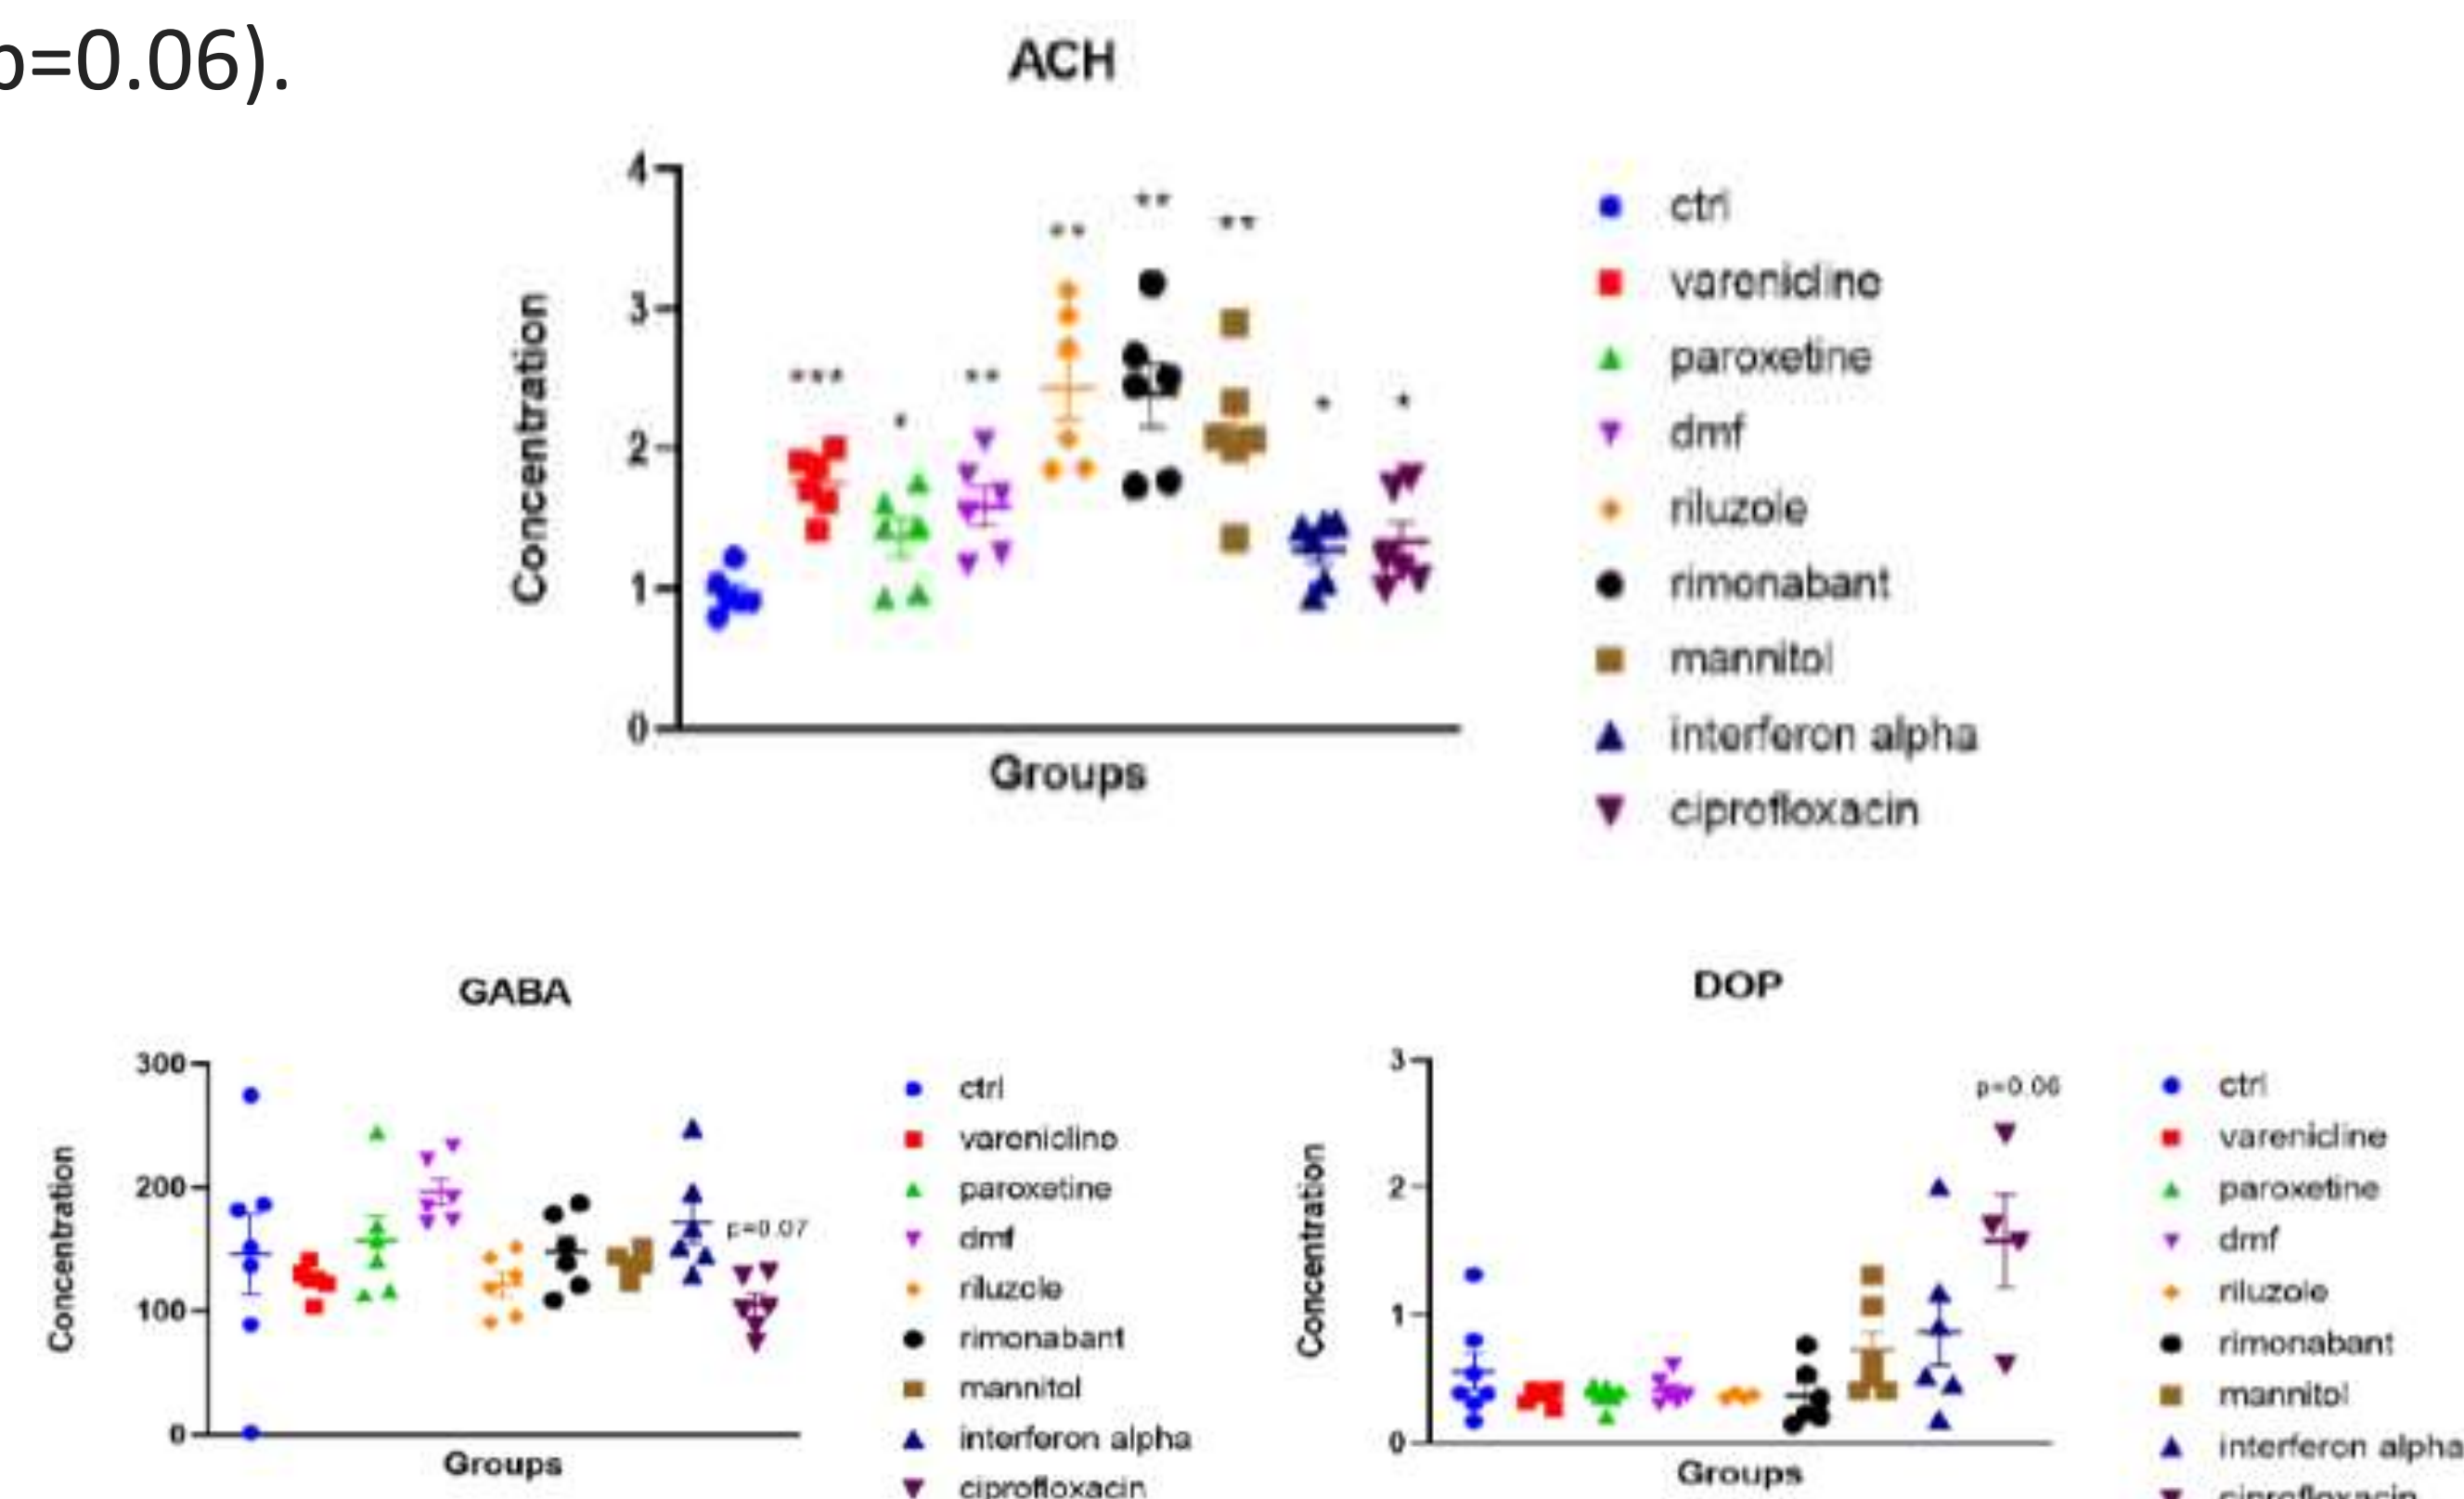 p=0.06).
ACH
4
3
2
1
0
Concentration
Groups
***
*
**
**
**
**
*
*
ctrl
varenicline
paroxetine
dmf
riluzole
rimonabant
mannitol
interferon alpha
ciprofloxacin
GABA
300
200
100
0
Concentration
Groups
p=0.07
ctrl
varenicline
paroxetine
dmf
riluzole
rimonabant
mannitol
interferon alpha
ciprofloxacin
DOP
3
2
1
0
Concentration
Groups
p=0.06
ctrl
varenicline
paroxetine
dmf
riluzole
rimonabant
mannitol
interferon alpha
ciprofloxacin